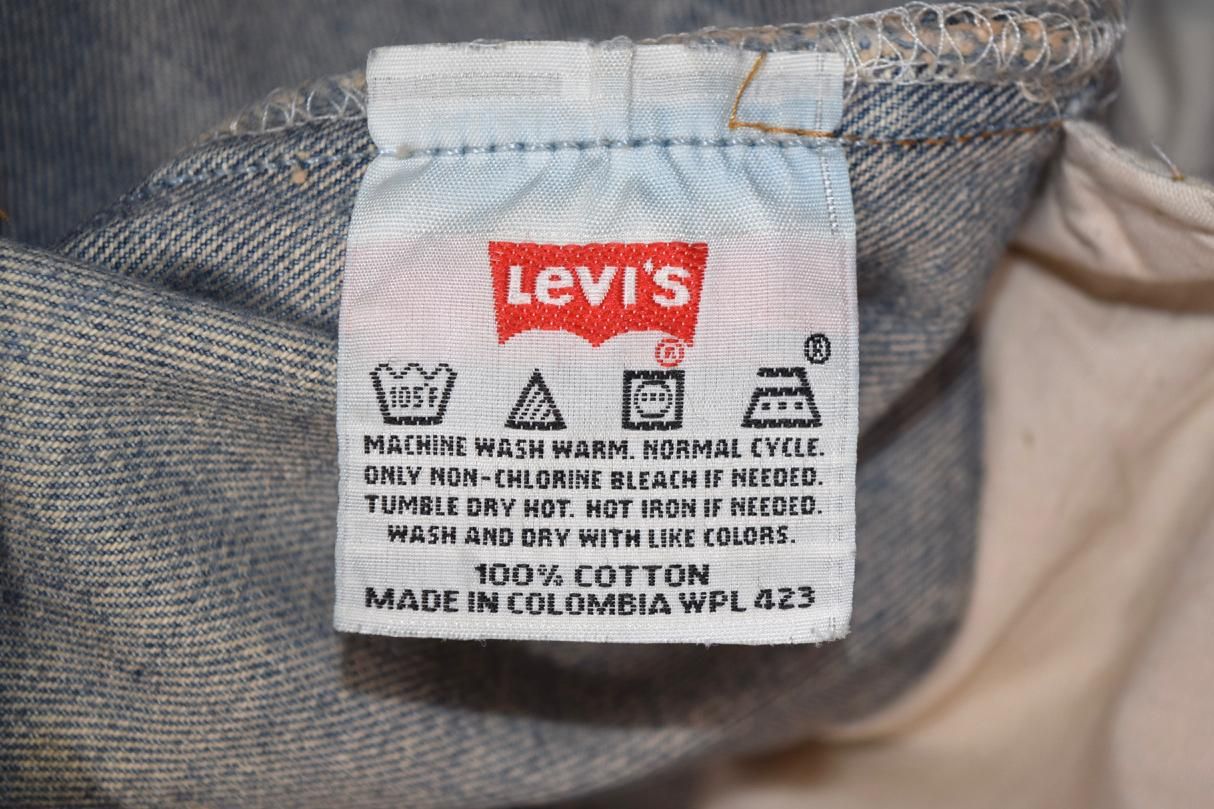 Levi's
®
®
105F
MACHINE WASH WARM. NORMAL CYCLE.
ONLY NON-CHLORINE BLEACH IF NEEDED.
TUMBLE DRY HOT. HOT IRON IF NEEDED.
WASH AND DRY WITH LIKE COLORS.
100% COTTON
MADE IN COLOMBIA WPL 423